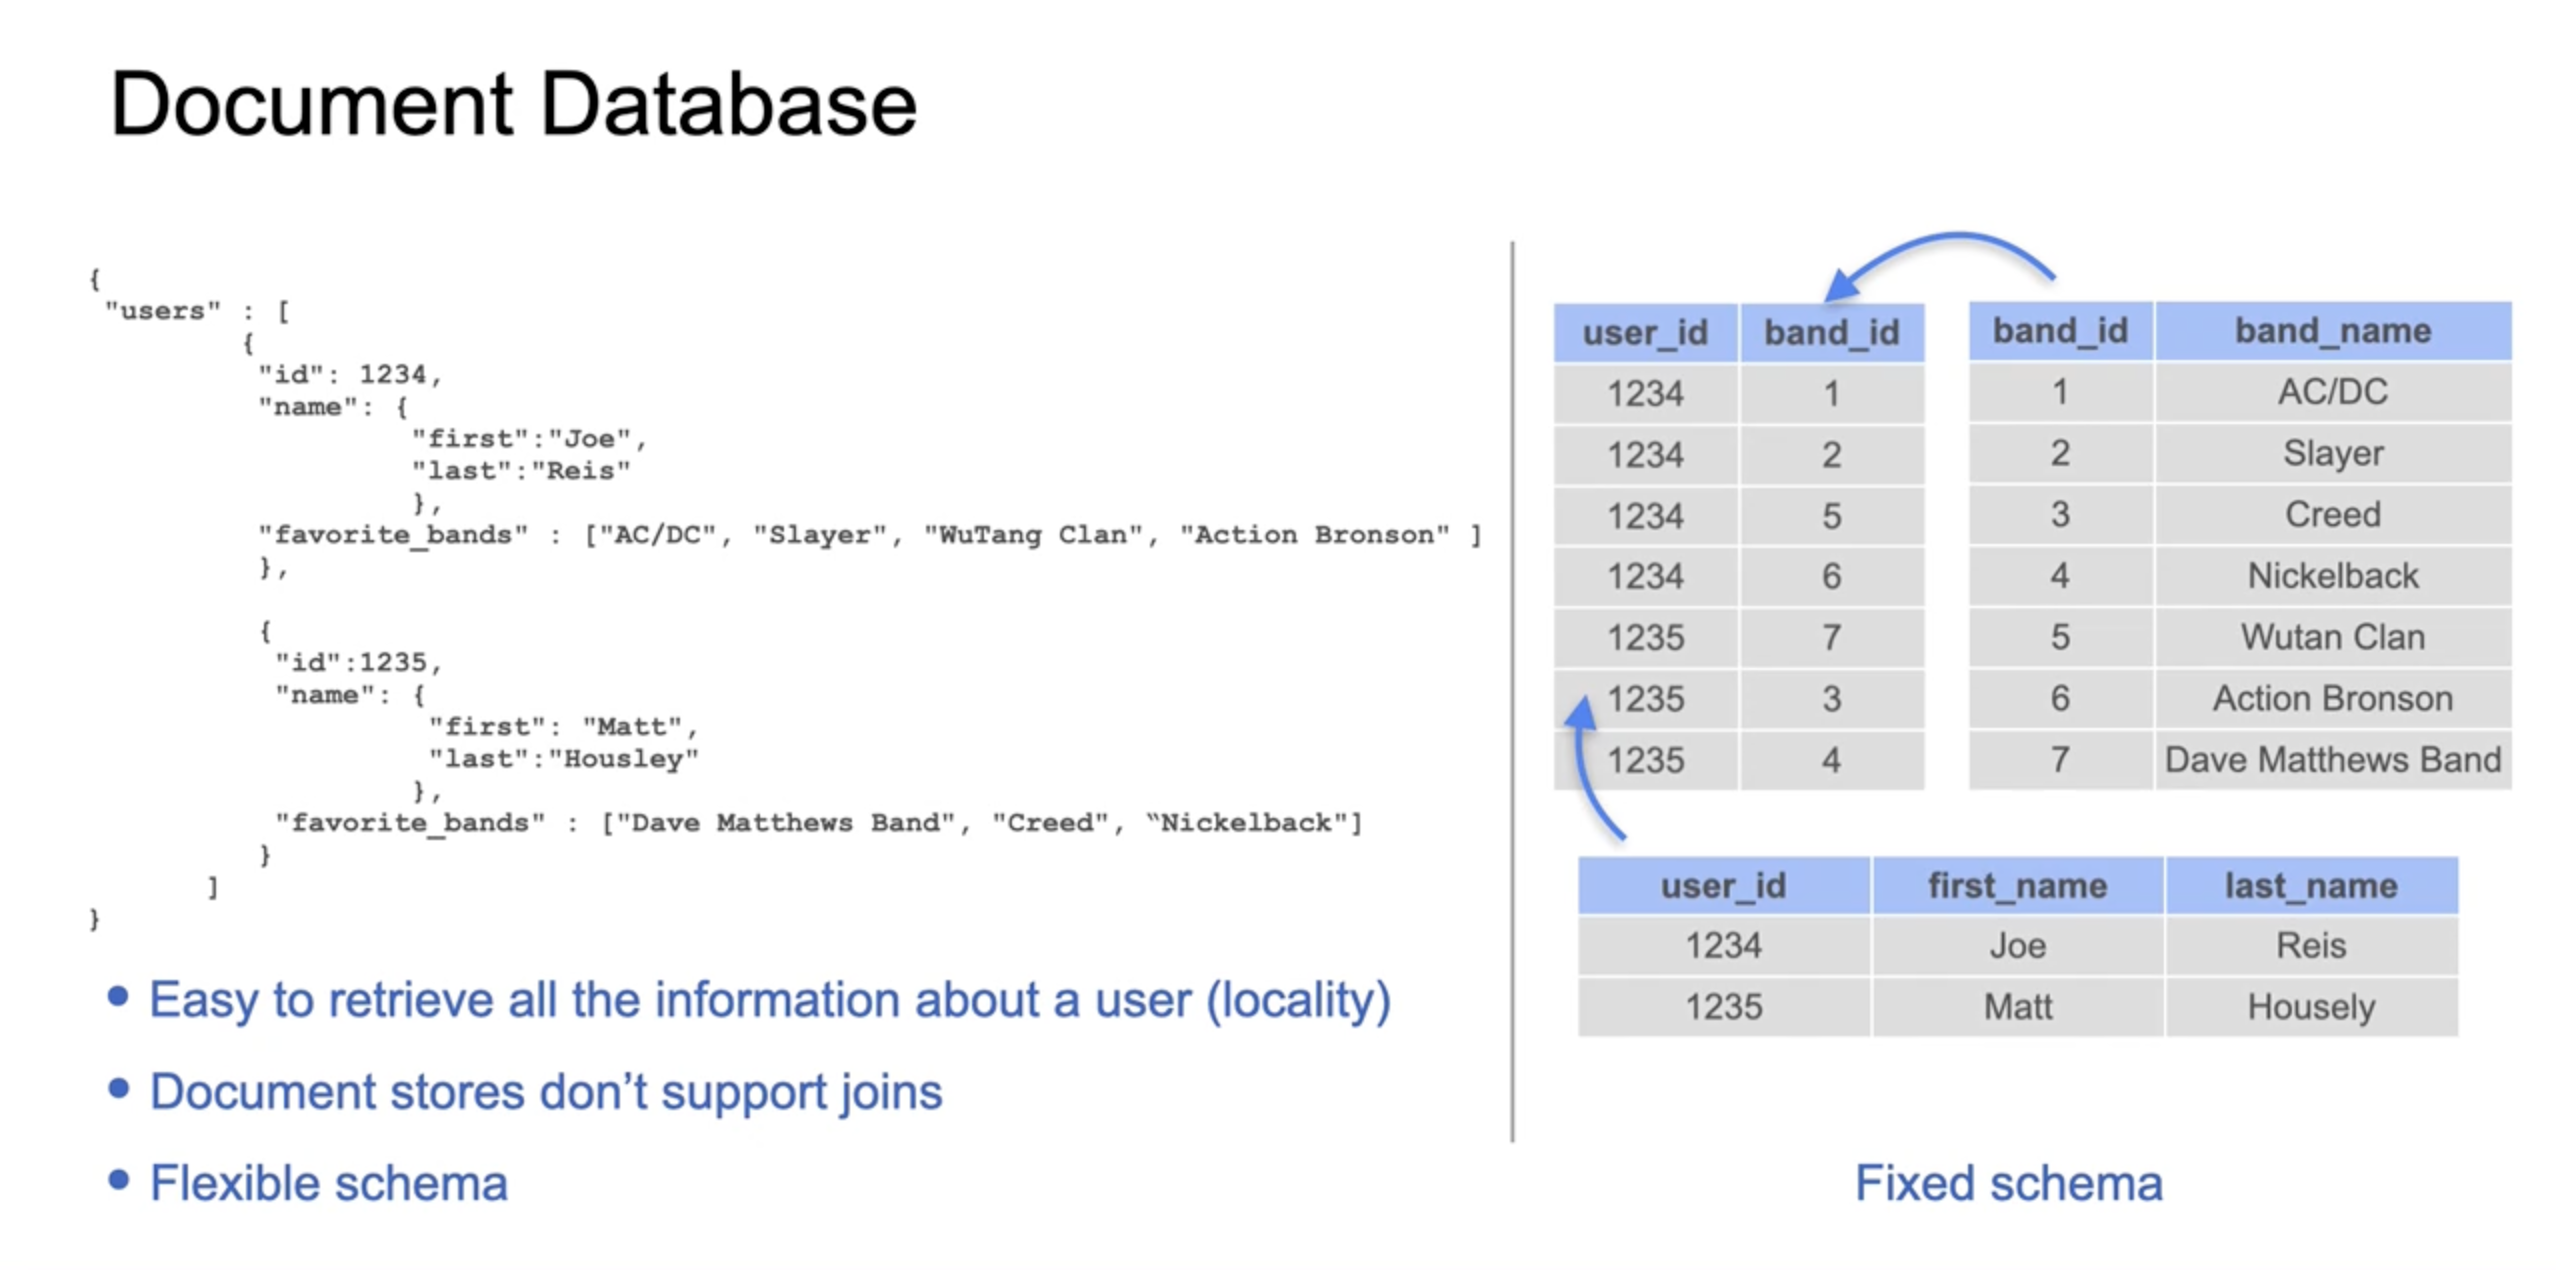 Document Database
{
"users" : [
{
"id": 1234,
"name": {
"first":"Joe",
"last":"Reis"
},
"favorite_bands" : ["AC/DC", "Slayer", "WuTang Clan", "Action Bronson" ]
},
{
"id":1235,
"name": {
"first": "Matt",
"last":"Housley"
},
"favorite_bands" : ["Dave Matthews Band", "Creed", “Nickelback"]
}
]
}
• Easy to retrieve all the information about a user (locality)
• Document stores don’t support joins
• Flexible schema
user_id band_id
1234 1
1234 2
1234 5
1234 6
1235 7
1235 3
1235 4
band_id band_name
1 AC/DC
2 Slayer
3 Creed
4 Nickelback
5 Wutan Clan
6 Action Bronson
7 Dave Matthews Band
user_id first_name last_name
1234 Joe Reis
1235 Matt Housely
Fixed schema